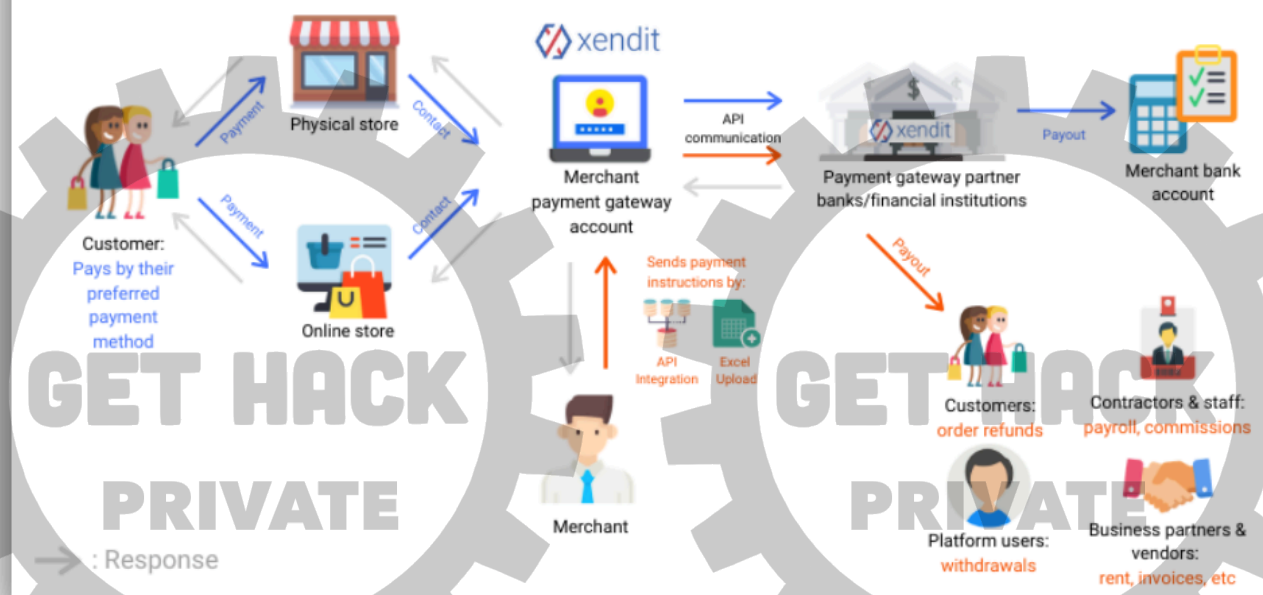 xendit
Payment
Contact
Physical store
API
communication
xendit
Payout
Merchant bank
account
Merchant
payment gateway
account
Payment gateway partner
banks/financial institutions
Payment
Contact
Customer:
Pays by their
preferred
payment
method
Online store
Sends payment
instructions by:
API
Integration
Excel
Upload
Payout
GET HACK
PRIVATE
GET HACK
PRIVATE
Customers:
order refunds
Contractors & staff:
payroll, commissions
Merchant
Platform users:
withdrawals
Business partners &
vendors:
rent, invoices, etc
: Response